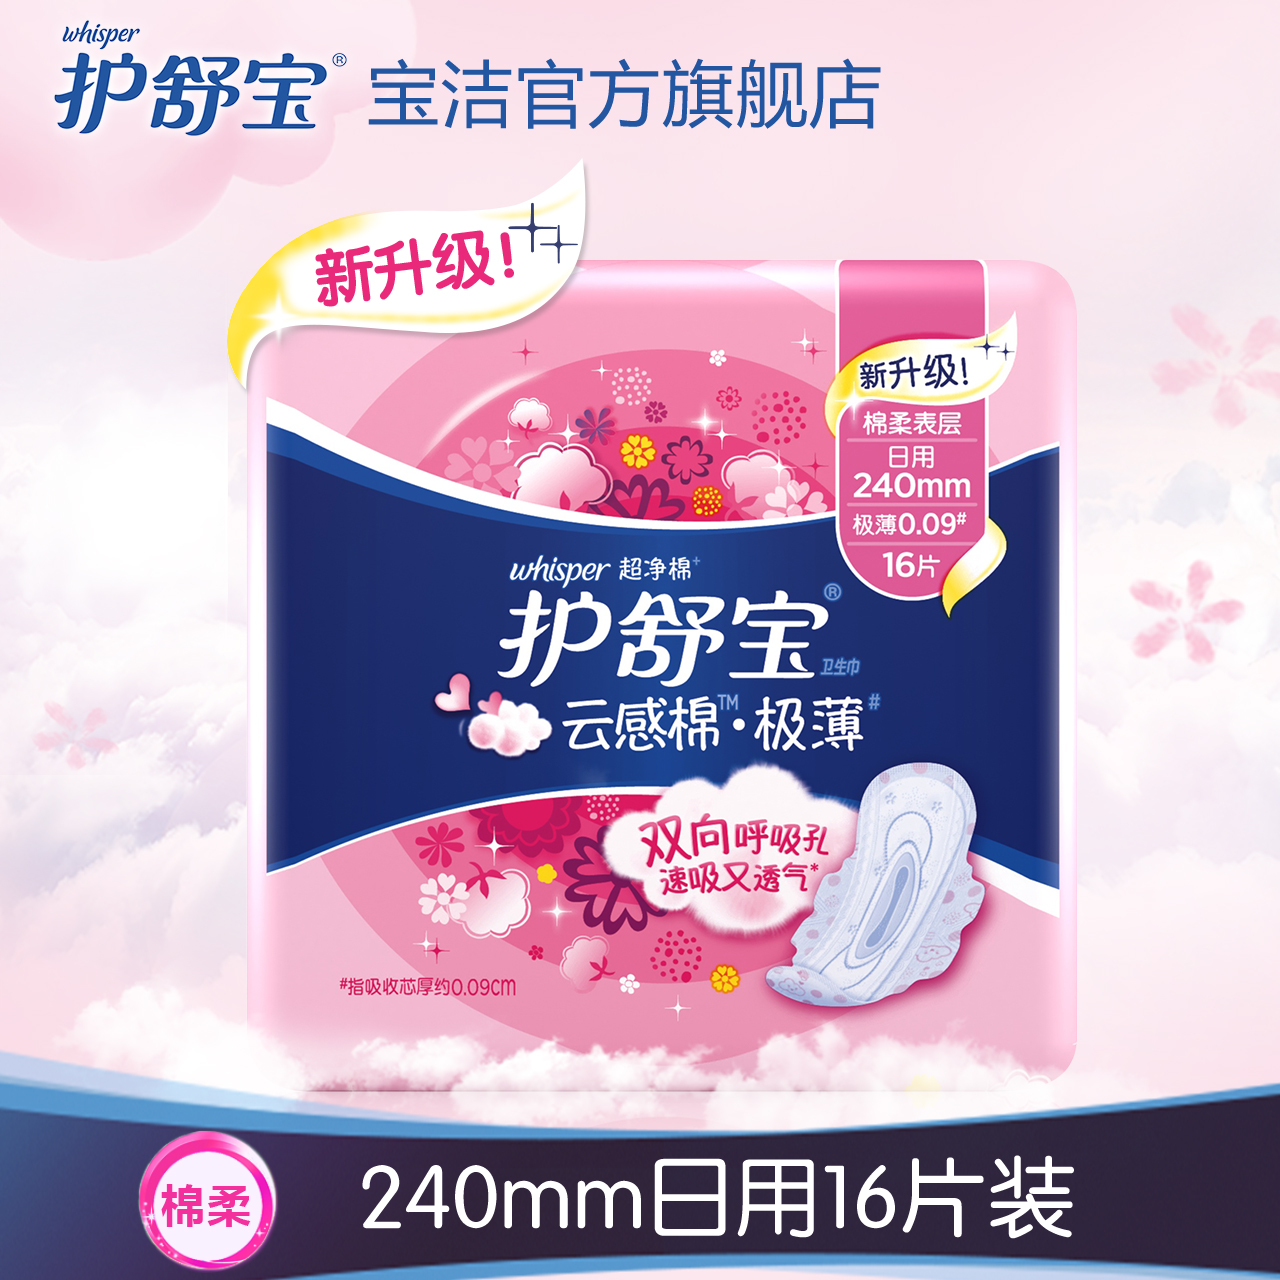 whisper
护舒宝® 宝洁官方旗舰店
新升级!
新升级!
棉柔表层
日用
240mm
极薄0.09#
16片
whisper 超净棉+
护舒宝®
卫生巾
云感棉™·极薄#
双向呼吸孔
速吸又透气*
#指吸收芯厚约0.09cm
棉柔
240mm日用16片装